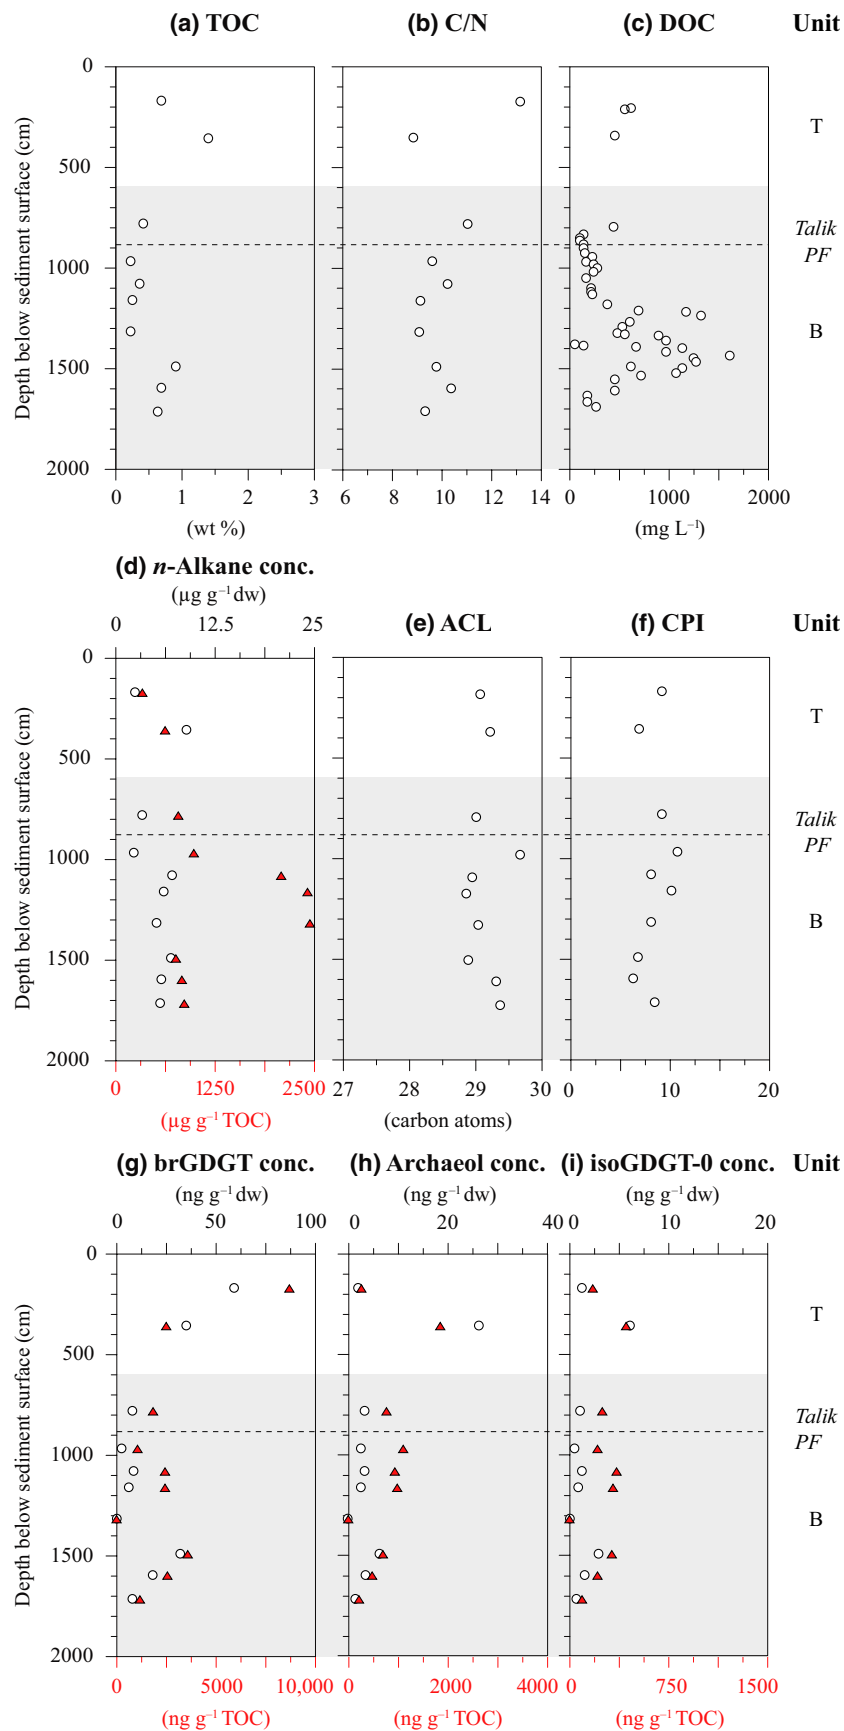 (a) TOC (b) C/N (c) DOC Unit
0
500
1000
1500
2000
Depth below sediment surface (cm)
T
Talik
PF
B
0 1 2 3 6 8 10 12 14 0 1000 2000
(wt %) (mg L⁻¹)
(d) n-Alkane conc.
(µg g⁻¹ dw)
0 12.5 25
(e) ACL (f) CPI Unit
0
500
1000
1500
2000
Depth below sediment surface (cm)
T
Talik
PF
B
0 1250 2500 27 28 29 30 0 10 20
(µg g⁻¹ TOC) (carbon atoms)
(g) brGDGT conc. (h) Archaeol conc. (i) isoGDGT-0 conc. Unit
(ng g⁻¹ dw) (ng g⁻¹ dw) (ng g⁻¹ dw)
0 50 100 0 20 40 0 10 20
0
500
1000
1500
2000
Depth below sediment surface (cm)
T
Talik
PF
B
0 5000 10,000 0 2000 4000 0 750 1500
(ng g⁻¹ TOC) (ng g⁻¹ TOC) (ng g⁻¹ TOC)